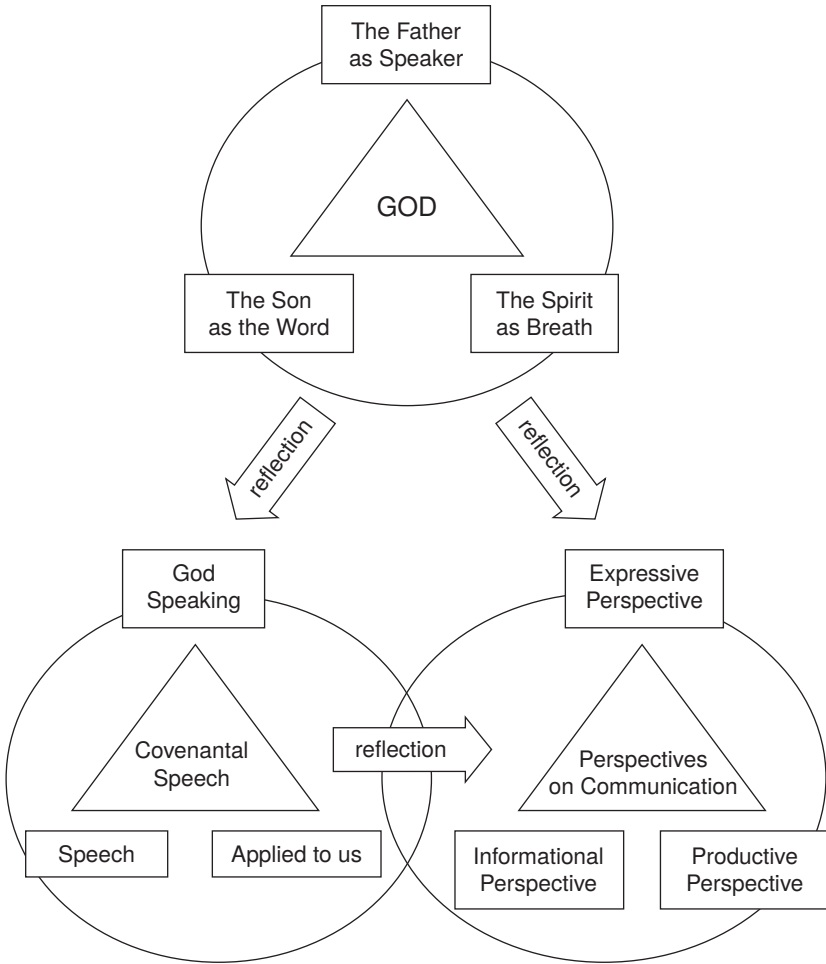 The Father
as Speaker
GOD
The Son
as the Word
The Spirit
as Breath
reflection
reflection
God
Speaking
Covenantal
Speech
Speech
Applied to us
reflection
Expressive
Perspective
Perspectives
on Communication
Informational
Perspective
Productive
Perspective